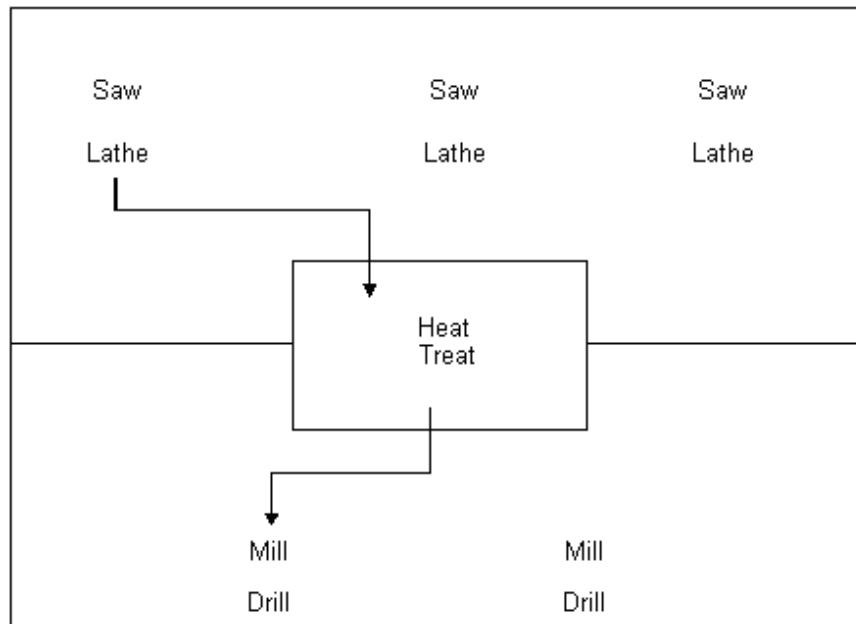 Saw Saw Saw
Lathe Lathe Lathe
Heat
Treat
Mill Mill
Drill Drill